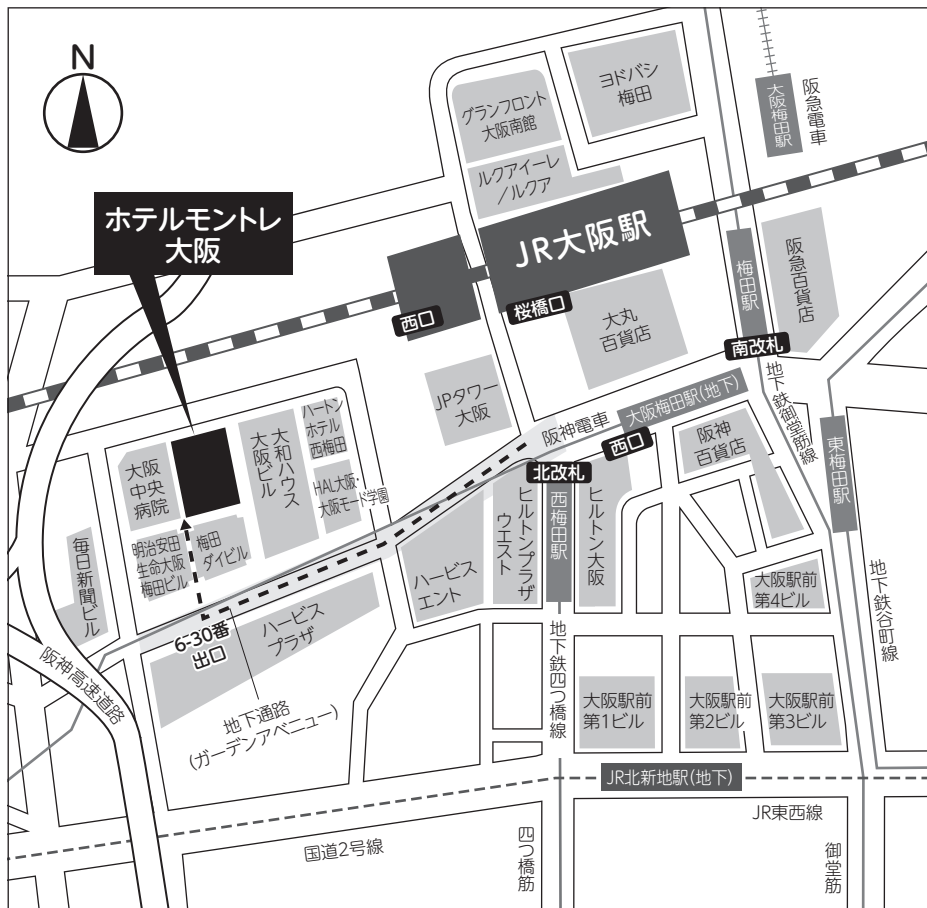 N
ヨドバシ
梅田
グランフロント
大阪南館
大阪梅田駅
阪急電車
ルクアイーレ
／ルクア
ホテルモントレ
大阪
JR大阪駅
梅田駅
阪急百貨店
西口
桜橋口
大丸
百貨店
南改札
JPタワー
大阪
阪神電車
大阪梅田駅(地下)
地下鉄御堂筋線
西口
阪神
百貨店
東梅田駅
ハートン
ホテル
西梅田
大和ハウス
大阪ビル
大阪
中央
病院
HAL大阪・
大阪モード学園
北改札
西梅田駅
ヒルトンプラザ
ウエスト
ヒルトン大阪
毎日新聞ビル
明治安田
生命大阪
梅田ビル
梅田
ダイビル
ハービス
エント
大阪駅前
第4ビル
地下鉄谷町線
6-30番
出口
ハービス
プラザ
阪神高速道路
地下通路
(ガーデンアベニュー)
地下鉄四つ橋線
大阪駅前
第1ビル
大阪駅前
第2ビル
大阪駅前
第3ビル
JR北新地駅(地下)
JR東西線
国道2号線
四つ橋筋
御堂筋